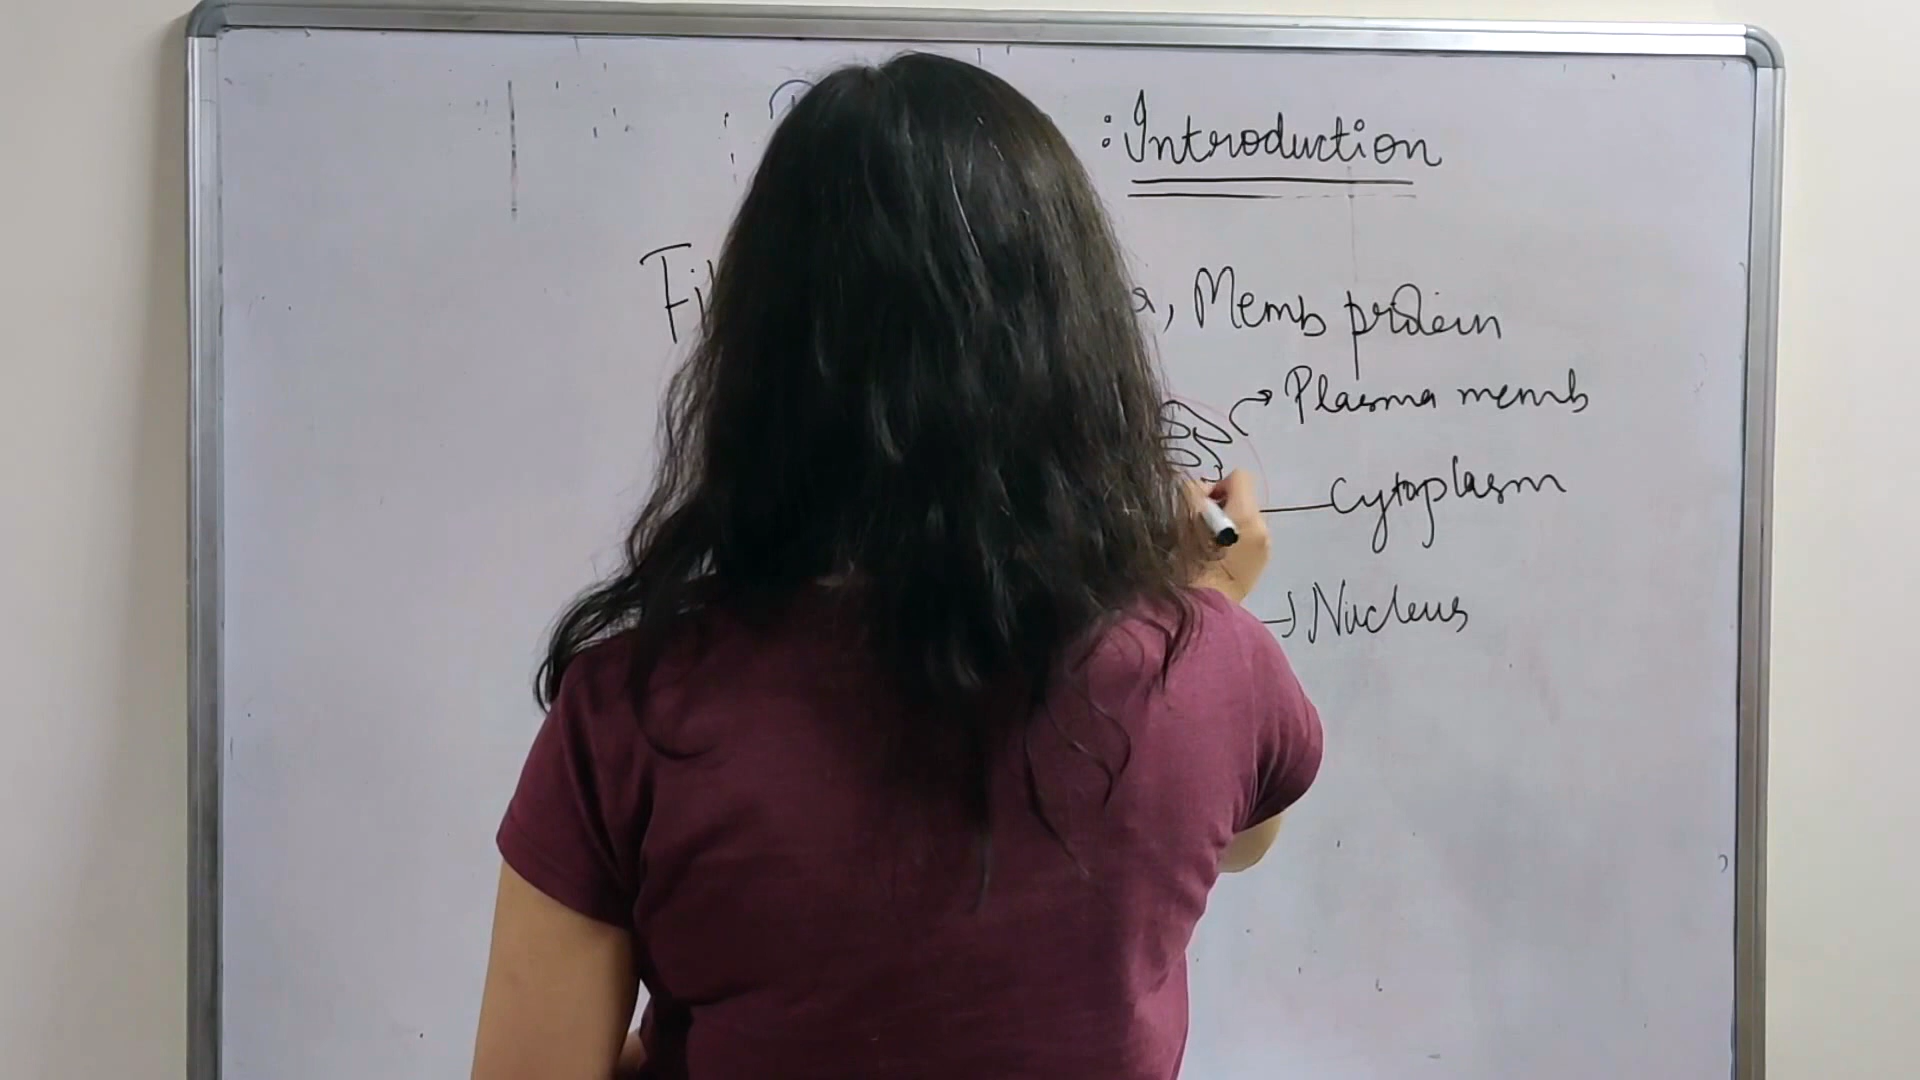 : Introduction
, Memb protein
Plasma memb
Cytoplasm
Nucleus